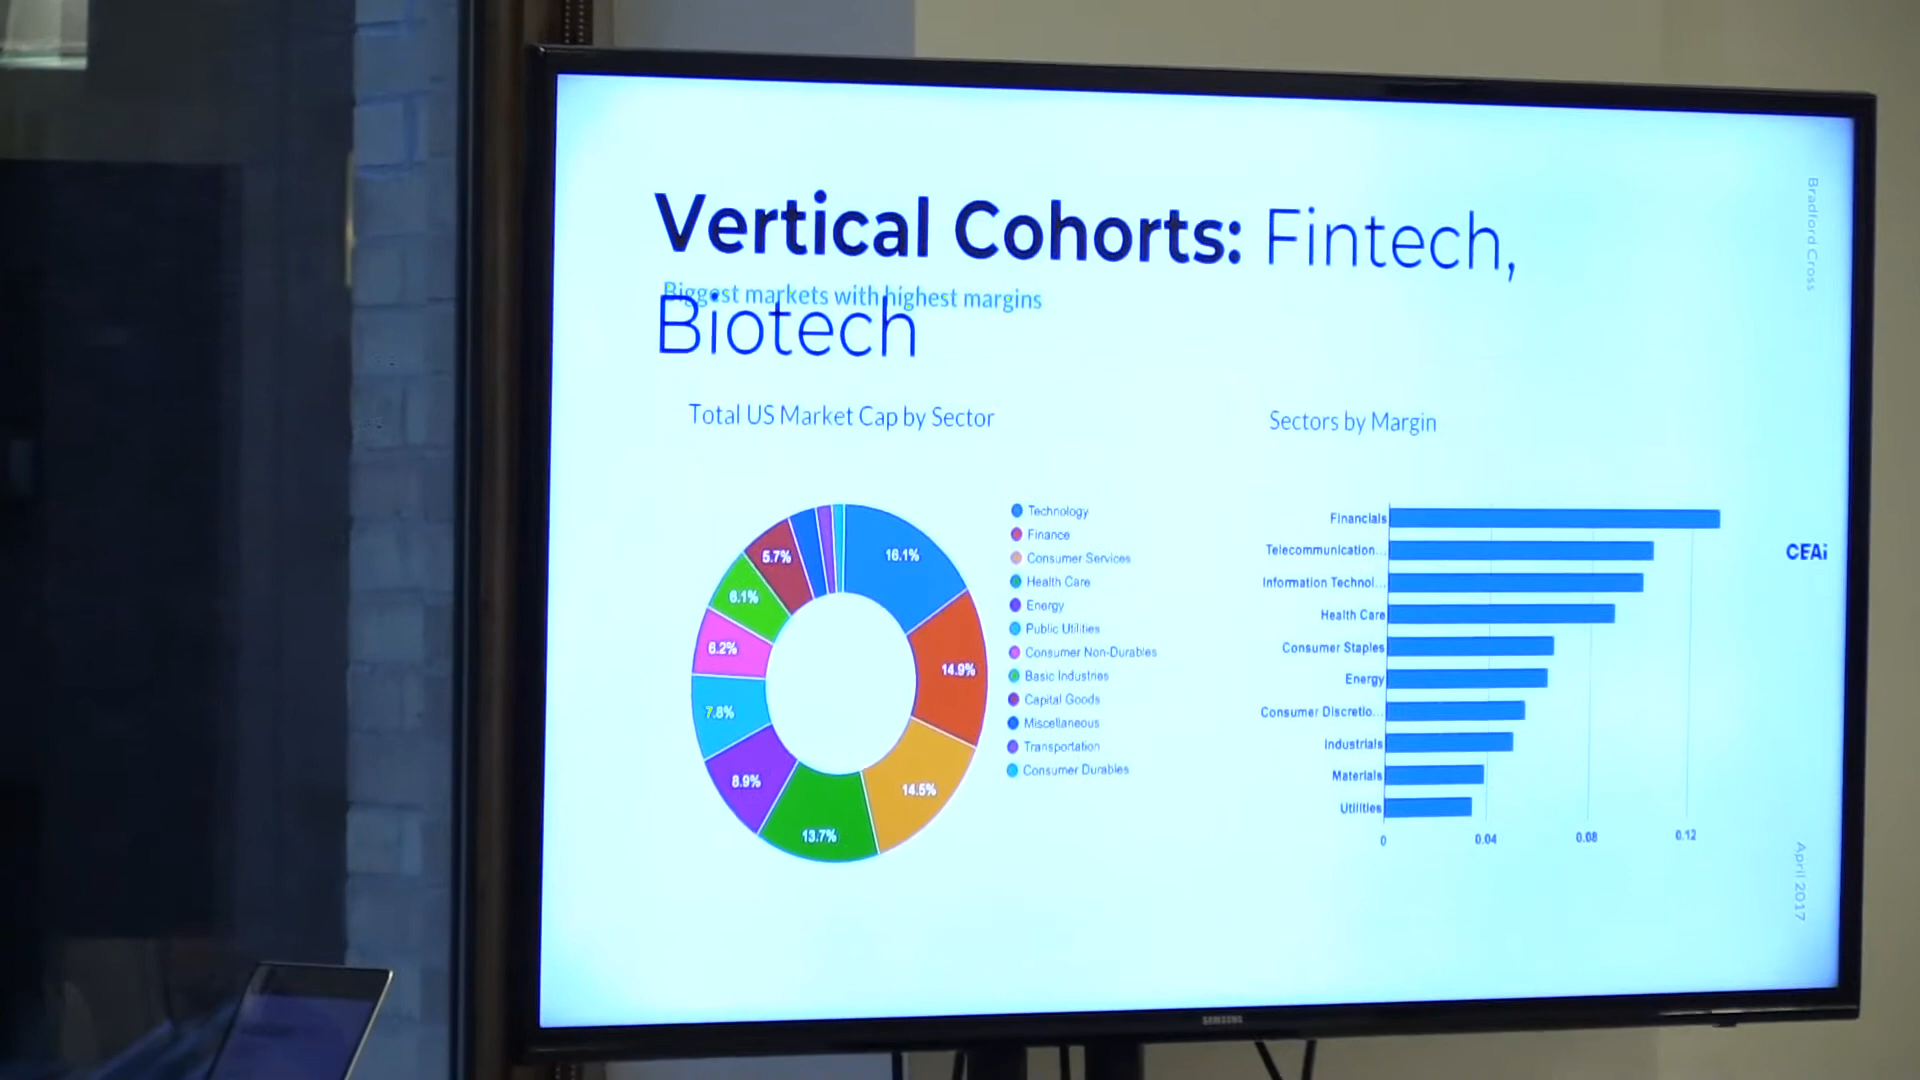 Vertical Cohorts: Fintech,
Biggest markets with highest margins
Biotech
Bradford Cross
Total US Market Cap by Sector
16.1%
14.9%
14.5%
13.7%
8.9%
7.8%
6.2%
6.1%
5.7%
Technology
Finance
Consumer Services
Health Care
Energy
Public Utilities
Consumer Non-Durables
Basic Industries
Capital Goods
Miscellaneous
Transportation
Consumer Durables
Sectors by Margin
Financials
Telecommunication...
Information Technol...
Health Care
Consumer Staples
Energy
Consumer Discretio...
Industrials
Materials
Utilities
0 0.04 0.08 0.12
CEAi
April 2017
SAMSUNG